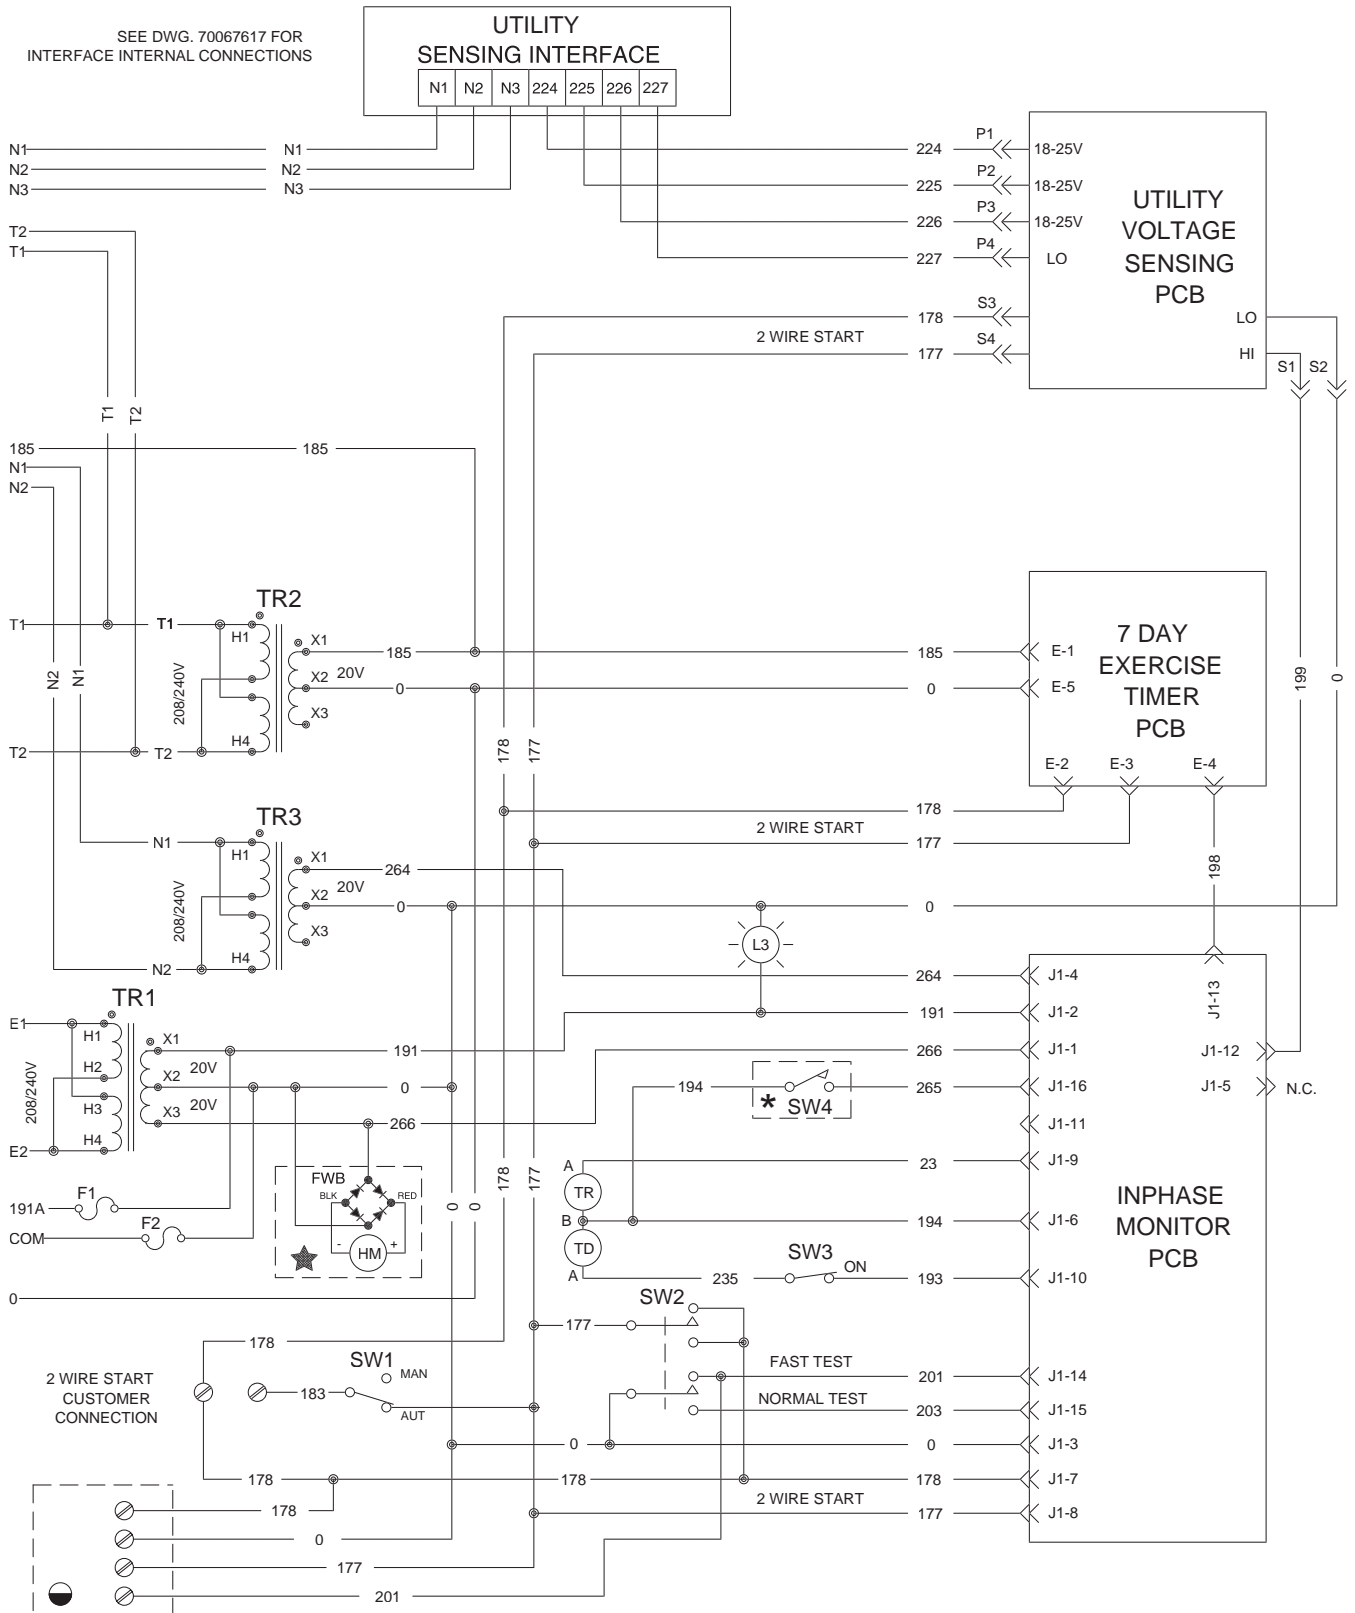 SEE DWG. 70067617 FOR
INTERFACE INTERNAL CONNECTIONS
UTILITY
SENSING INTERFACE
N1 N2 N3 224 225 226 227
N1 N1
N2 N2
N3 N3
T2
T1
224 P1 18-25V
225 P2 18-25V
226 P3 18-25V
227 P4 LO
178 S3
2 WIRE START
177 S4
UTILITY
VOLTAGE
SENSING
PCB
LO
HI
S1 S2
T1 T2
185 185
N1
N2
TR2
T1 T1 H1 X1 185 185 E-1
X2 20V 0 0 E-5
208/240V
X3
T2 T2 H4
N2 N1
178 177
7 DAY
EXERCISE
TIMER
PCB
E-2 E-3 E-4
199 0
178
2 WIRE START
177
198
TR3
N1 H1 X1 264
X2 20V 0 0
208/240V
X3
N2 H4
L3
264 J1-4
191 J1-2
266 J1-1
265 J1-16
J1-11
23 J1-9
194 J1-6
193 J1-10
J1-13
J1-12
J1-5 N.C.
INPHASE
MONITOR
PCB
TR1
E1 H1 X1 191
H2 20V
X2 0
208/240V
H3 20V
X3 266
E2 H4
194
* SW4
191A F1
COM F2
0
FWB
BLK RED
- HM +
0 0
178 177
A
TR
B
TD
A
235 SW3 ON
SW2
177
FAST TEST
201 J1-14
NORMAL TEST
203 J1-15
0 0 J1-3
178 178 178 J1-7
2 WIRE START
177 J1-8
178
2 WIRE START
CUSTOMER
CONNECTION
183
SW1
MAN
AUT
178
0
177
201